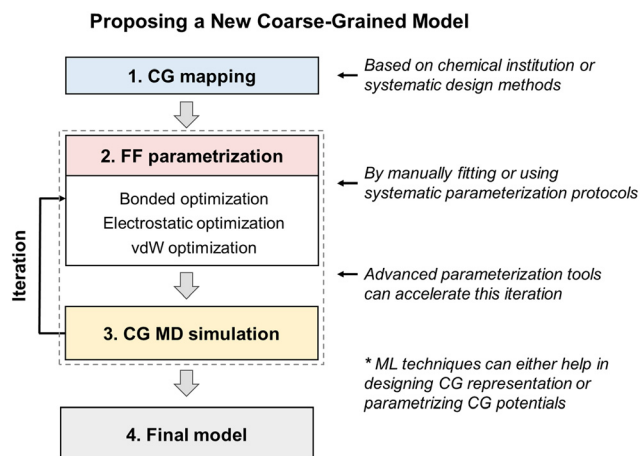 Proposing a New Coarse-Grained Model
1. CG mapping
Based on chemical institution or
systematic design methods
2. FF parametrization
Bonded optimization
Electrostatic optimization
vdW optimization
By manually fitting or using
systematic parameterization protocols
Iteration
Advanced parameterization tools
can accelerate this iteration
3. CG MD simulation
* ML techniques can either help in
designing CG representation or
parametrizing CG potentials
4. Final model